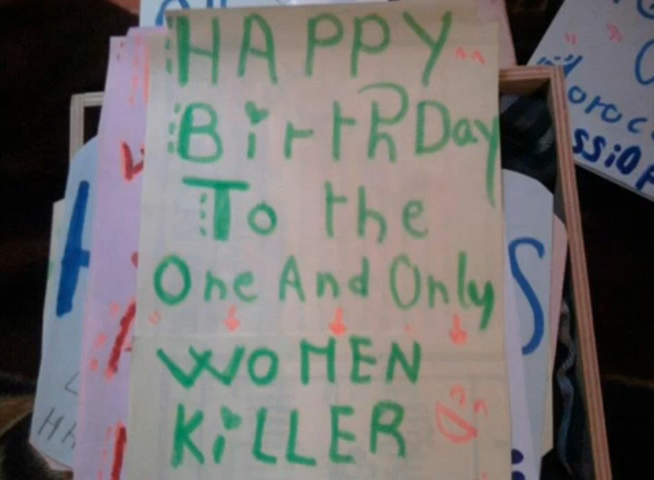 HAPPY
BirthDay
To the
One And Only
WOMEN
KiLLER